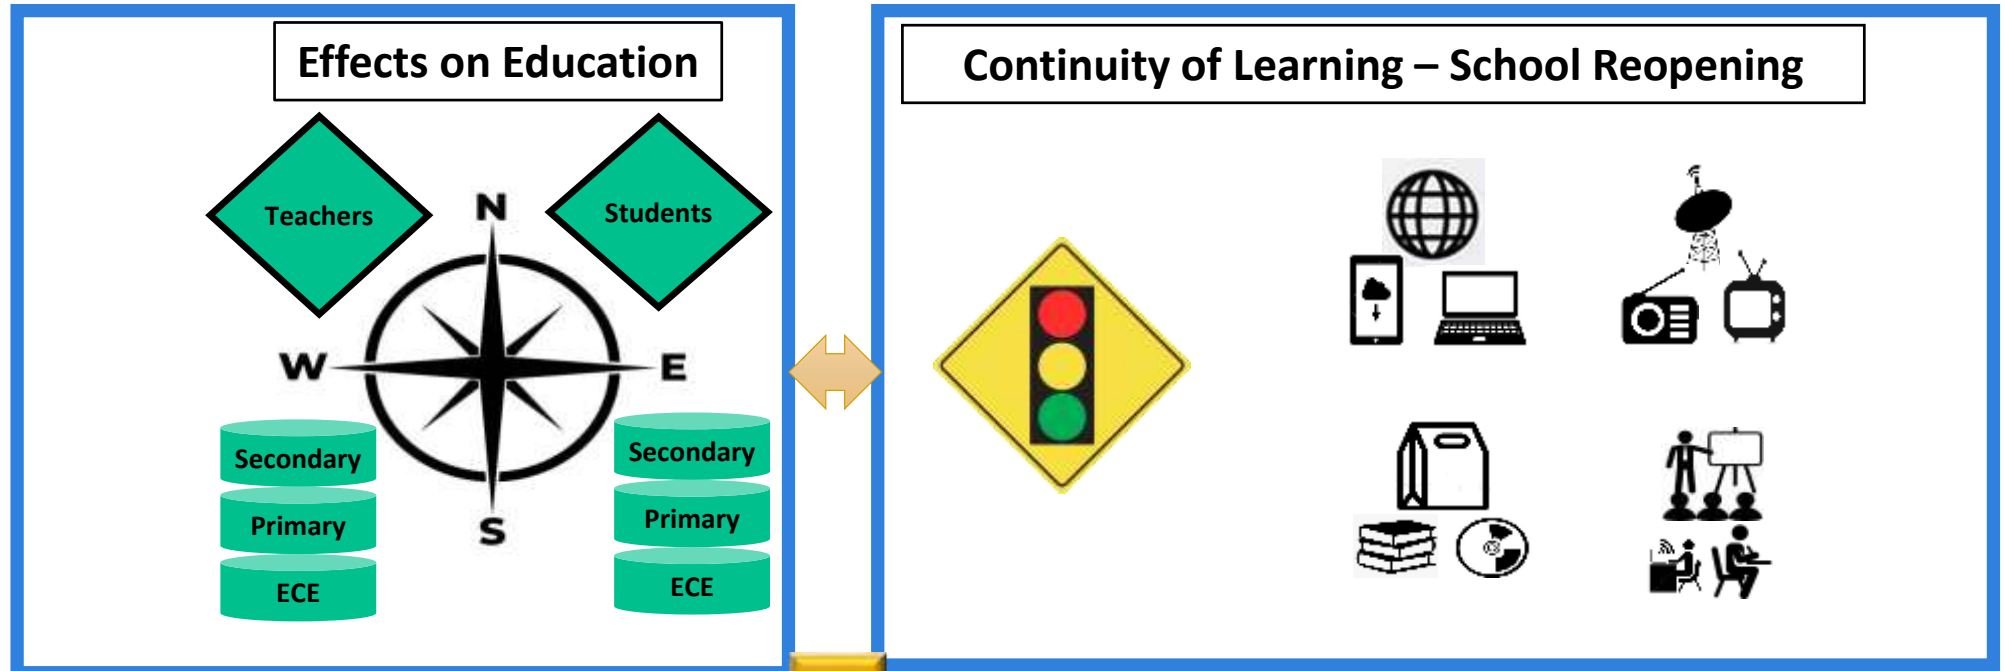 Effects on Education
Teachers
Students
N
W
E
S
Secondary
Primary
ECE
Secondary
Primary
ECE
Continuity of Learning – School Reopening